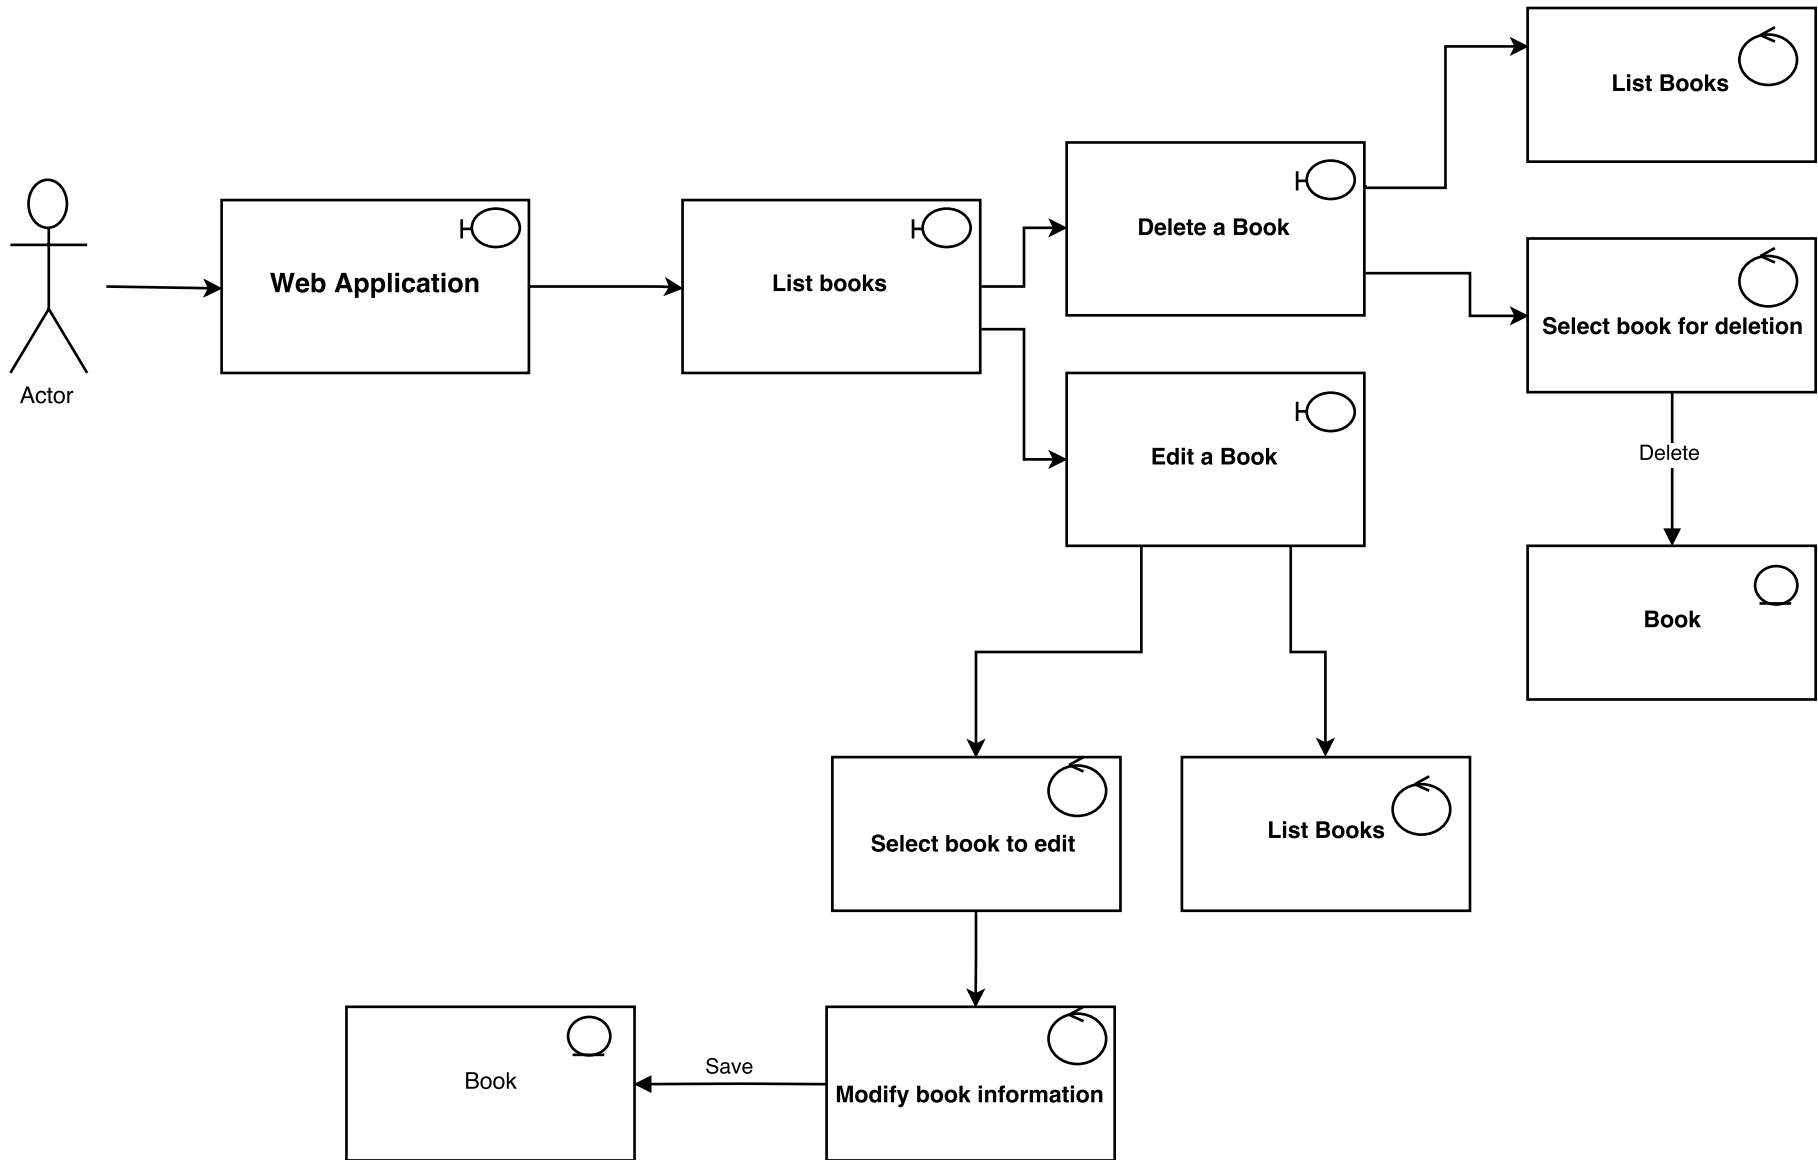 List Books
Delete a Book
Web Application
List books
Select book for deletion
Actor
Edit a Book
Delete
Book
Select book to edit
List Books
Save
Book
Modify book information